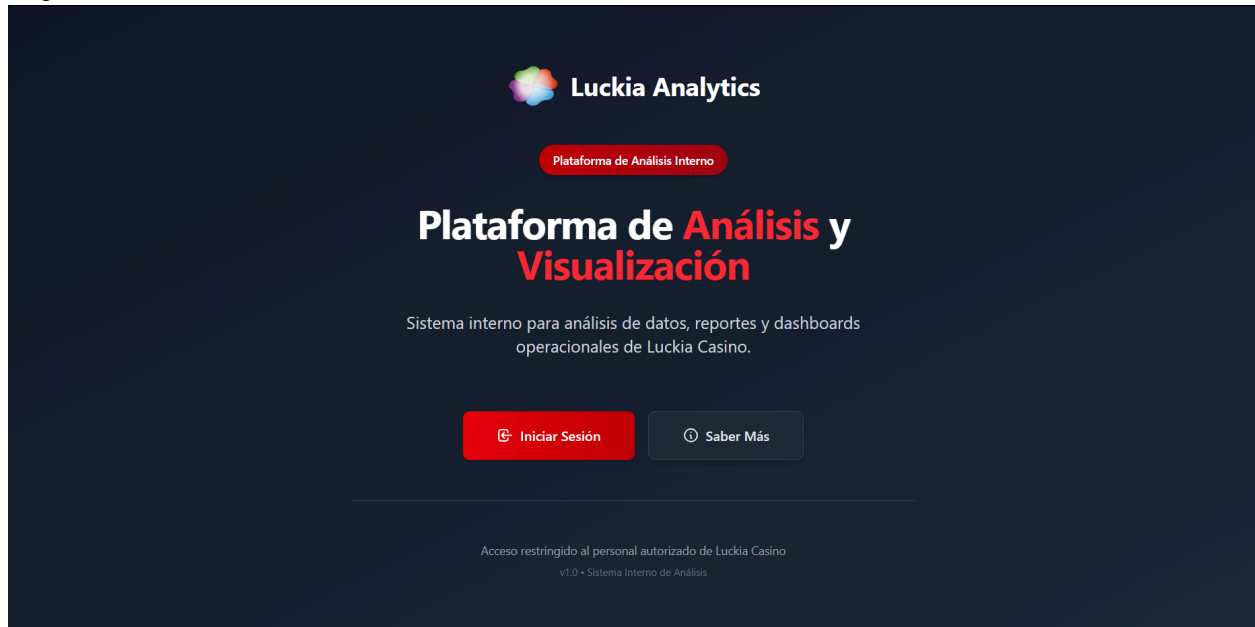 Luckia Analytics
Plataforma de Análisis Interno
Plataforma de Análisis y
Visualización
Sistema interno para análisis de datos, reportes y dashboards
operacionales de Luckia Casino.
Iniciar Sesión
Saber Más
Acceso restringido al personal autorizado de Luckia Casino
v1.0 • Sistema Interno de Análisis